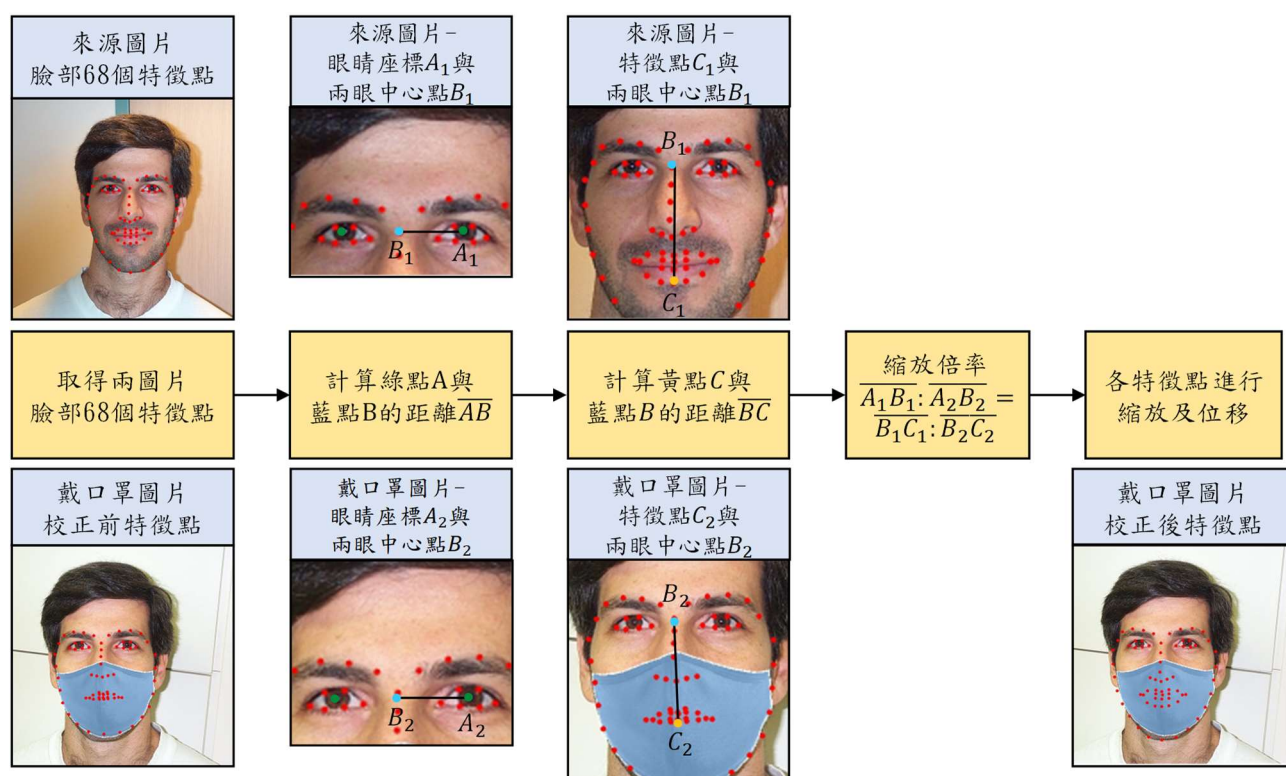 來源圖片
臉部68個特徵點
來源圖片-
眼睛座標A₁與
兩眼中心點B₁
來源圖片-
特徵點C₁與
兩眼中心點B₁
B₁
A₁
B₁
C₁
取得兩圖片
臉部68個特徵點
計算綠點A與
藍點B的距離A̅B̅
計算黃點C與
藍點B的距離B̅C̅
縮放倍率
A̅₁B̅₁:A̅₂B̅₂=
B̅₁C̅₁:B̅₂C̅₂
各特徵點進行
縮放及位移
戴口罩圖片
校正前特徵點
戴口罩圖片-
眼睛座標A₂與
兩眼中心點B₂
戴口罩圖片-
特徵點C₂與
兩眼中心點B₂
戴口罩圖片
校正後特徵點
B₂
A₂
B₂
C₂